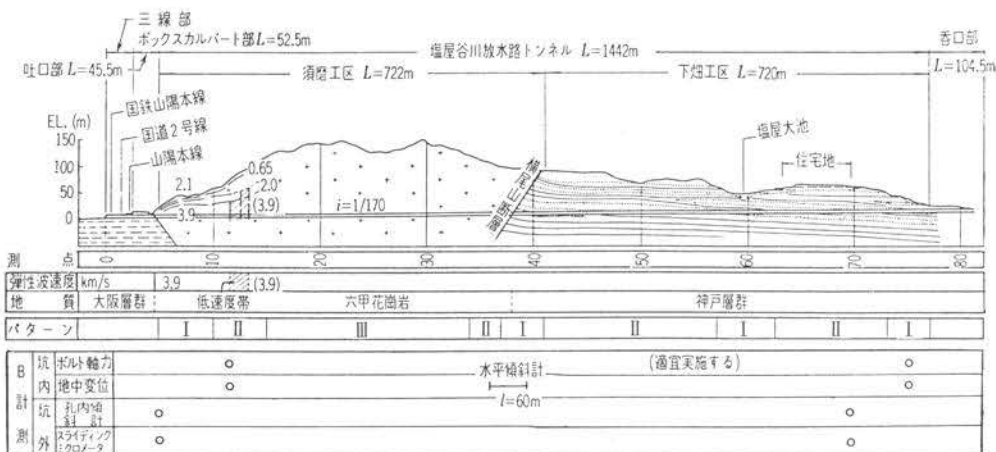 三線部
ボックスカルバート部L=52.5m
塩屋谷川放水路トンネル L=1442m
呑口部
吐口部 L=45.5m
須磨工区 L=722m
下畑工区 L=720m
L=104.5m
国鉄山陽本線
国道2号線
山陽本線
塩屋大池
住宅地
EL.(m)
150
100
50
0
0.65
2.1
2.0
3.9
(3.9)
i=1/170
横尾山断層
測点
0 10 20 30 40 50 60 70 80
弾性波速度 km/s 3.9 (3.9)
地質 大阪層群 低速度帯 六甲花崗岩 神戸層群
パターン I II III II I II I II I
B計測
坑内 ボルト軸力 水平傾斜計 (適宜実施する)
地中変位
l=60m
坑外 孔内傾斜計
スライディングミクロメータ